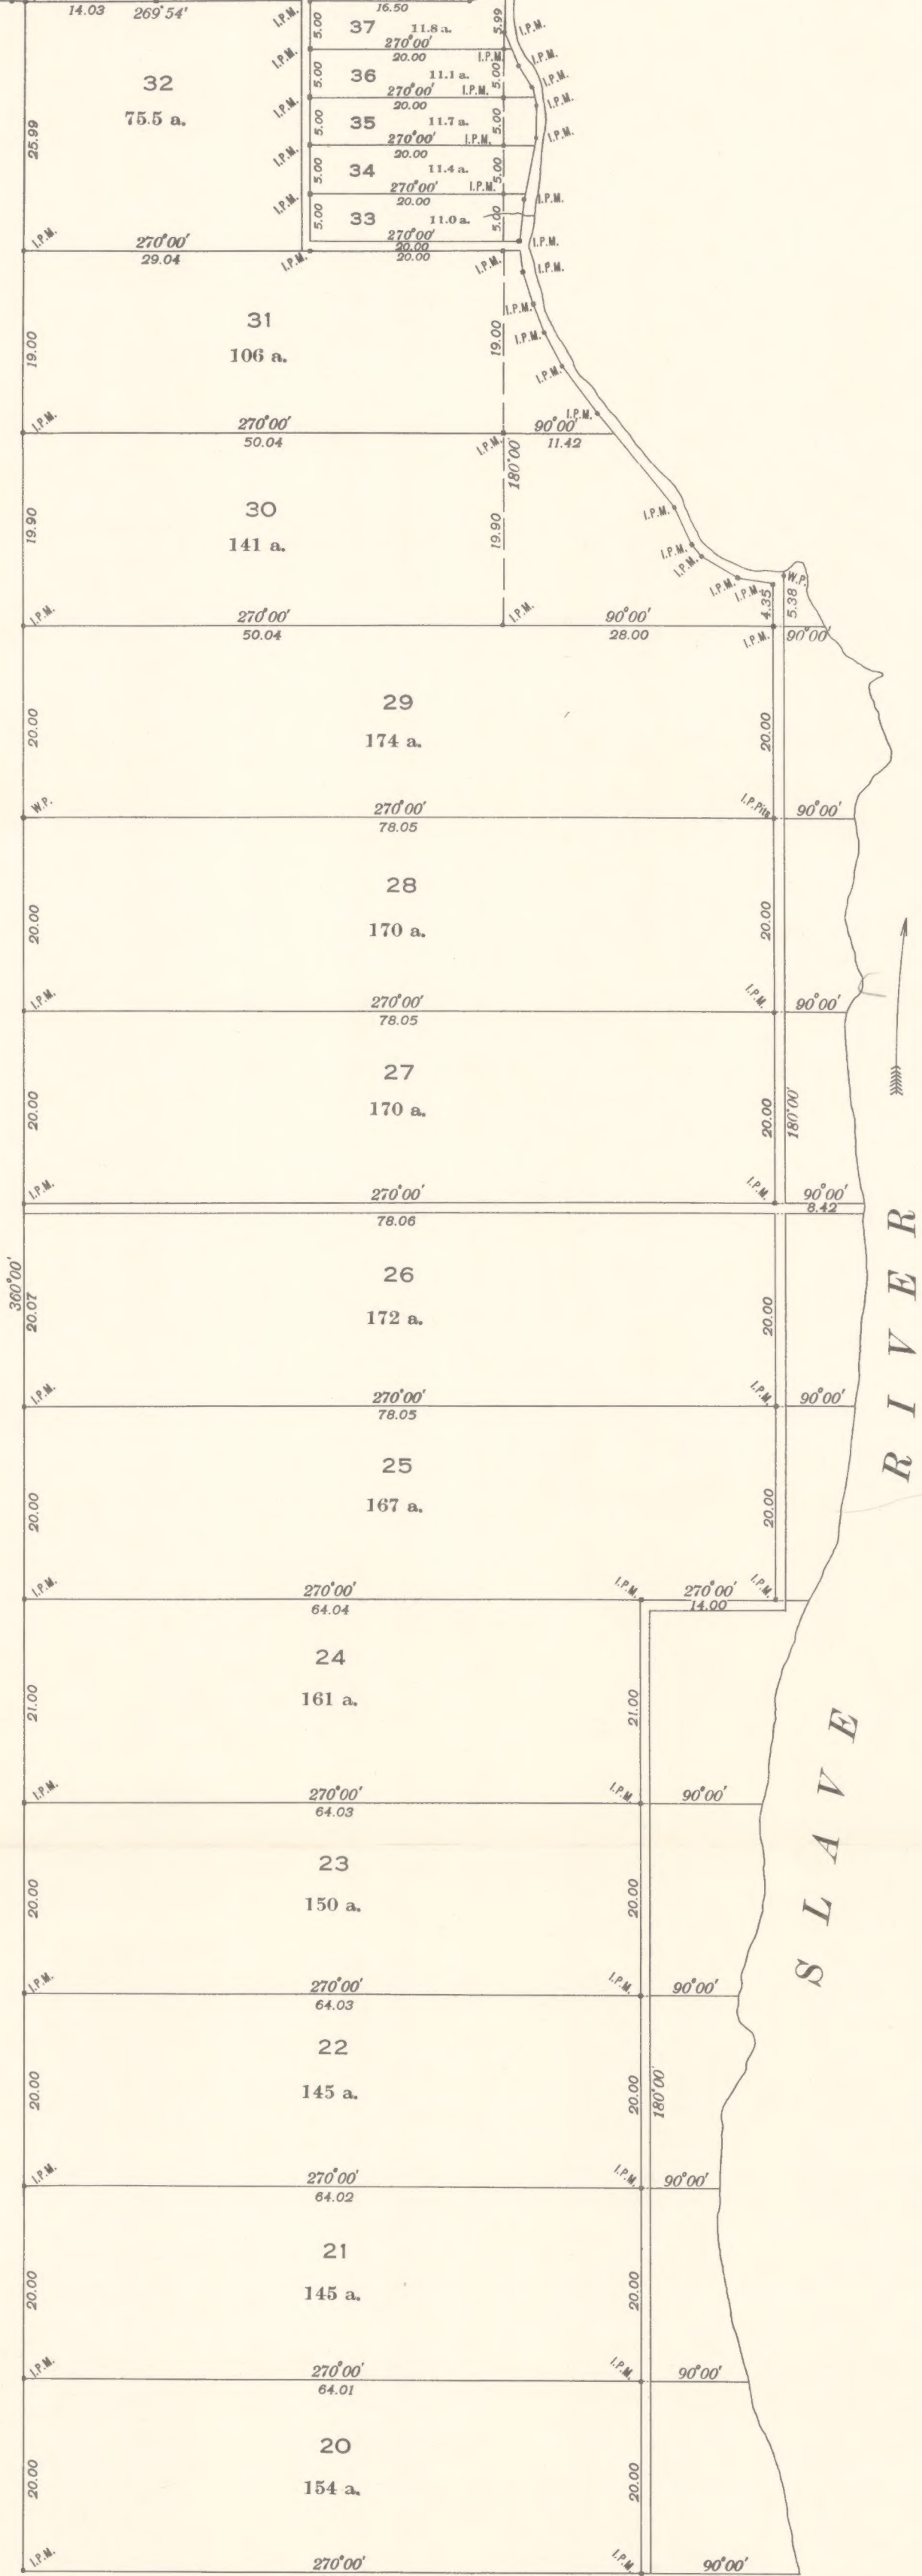 14.03 269°54' I.P.M. 16.50
5.00 37 11.8 a. 5.99 I.P.M.
I.P.M. 270°00' I.P.M. I.P.M.
20.00
32 5.00 36 11.1 a. 5.00
75.5 a. I.P.M. 270°00' I.P.M. I.P.M.
20.00
25.99 5.00 35 11.7 a. 5.00
I.P.M. 270°00' I.P.M. I.P.M.
20.00
5.00 34 11.4 a. 5.00
I.P.M. 270°00' I.P.M. I.P.M.
20.00
5.00 33 11.0 a. 5.00
I.P.M. 270°00' 270°00' I.P.M.
20.00
29.04 I.P.M. 20.00 I.P.M. I.P.M.
31
106 a.
19.00 19.00
I.P.M.
I.P.M.
I.P.M.
I.P.M.
I.P.M. 270°00' 90°00'
50.04 I.P.M. 11.42
180°00'
30
141 a.
19.90 19.90
I.P.M.
I.P.M.
I.P.M.
I.P.M. W.P.
4.35 5.38
I.P.M. 270°00' I.P.M. 90°00' I.P.M. 90°00'
50.04 28.00
29
174 a.
20.00 20.00
W.P. 270°00' I.P.Pits 90°00'
78.05
28
170 a.
20.00 20.00
I.P.M. 270°00' I.P.M. 90°00'
78.05
27
170 a.
20.00 20.00 180°00'
I.P.M. 270°00' I.P.M. 90°00'
78.06 8.42
26
172 a.
360°00' 20.07 20.00
I.P.M. 270°00' I.P.M. 90°00'
78.05
25
167 a.
20.00 20.00
I.P.M. 270°00' I.P.M. 270°00' I.P.M.
64.04 14.00
24
161 a.
21.00 21.00
I.P.M. 270°00' I.P.M. 90°00'
64.03
23
150 a.
20.00 20.00
I.P.M. 270°00' I.P.M. 90°00'
64.03
22
145 a.
20.00 20.00 180°00'
I.P.M. 270°00' I.P.M. 90°00'
64.02
21
145 a.
20.00 20.00
I.P.M. 270°00' I.P.M. 90°00'
64.01
20
154 a.
20.00 20.00
I.P.M. 270°00' I.P.M. 90°00'
SLAVE RIVER